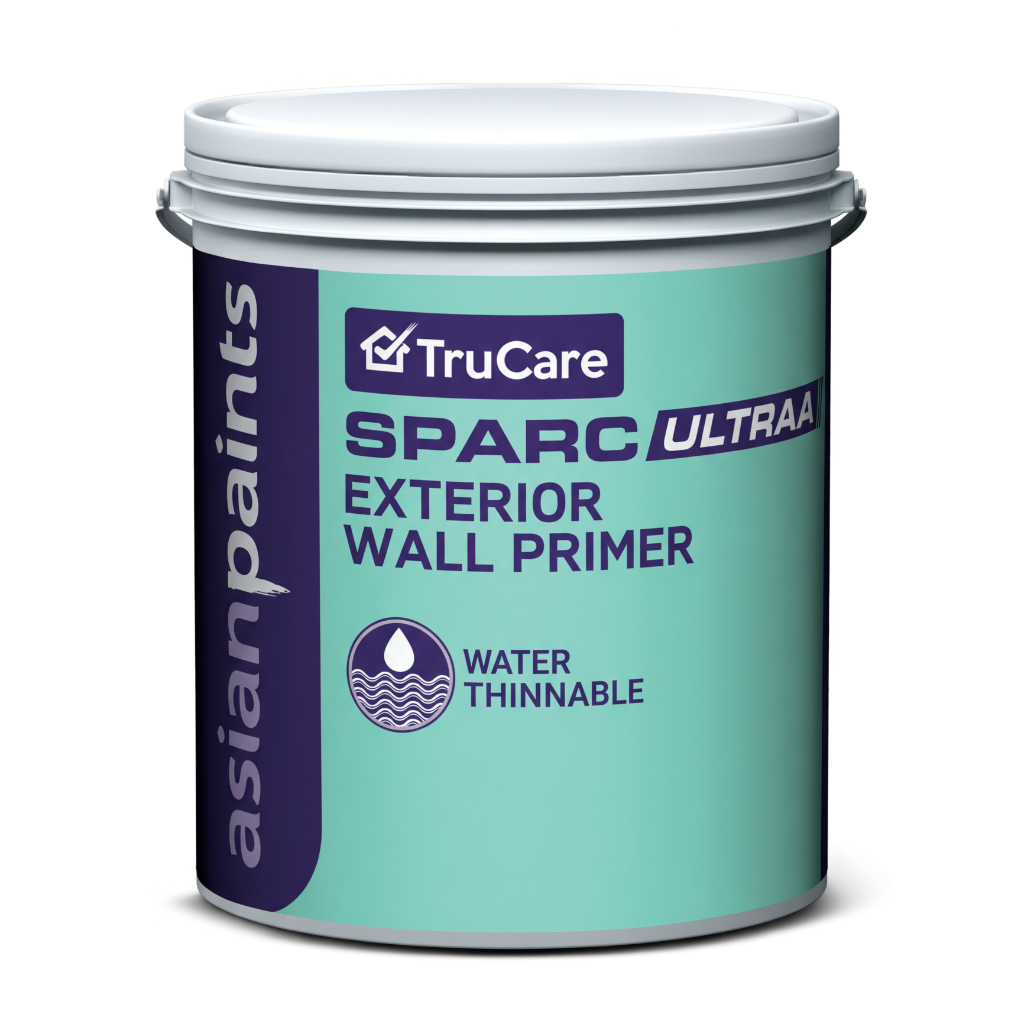 asianpaints
TruCare
SPARC ULTRAA
EXTERIOR
WALL PRIMER
WATER
THINNABLE